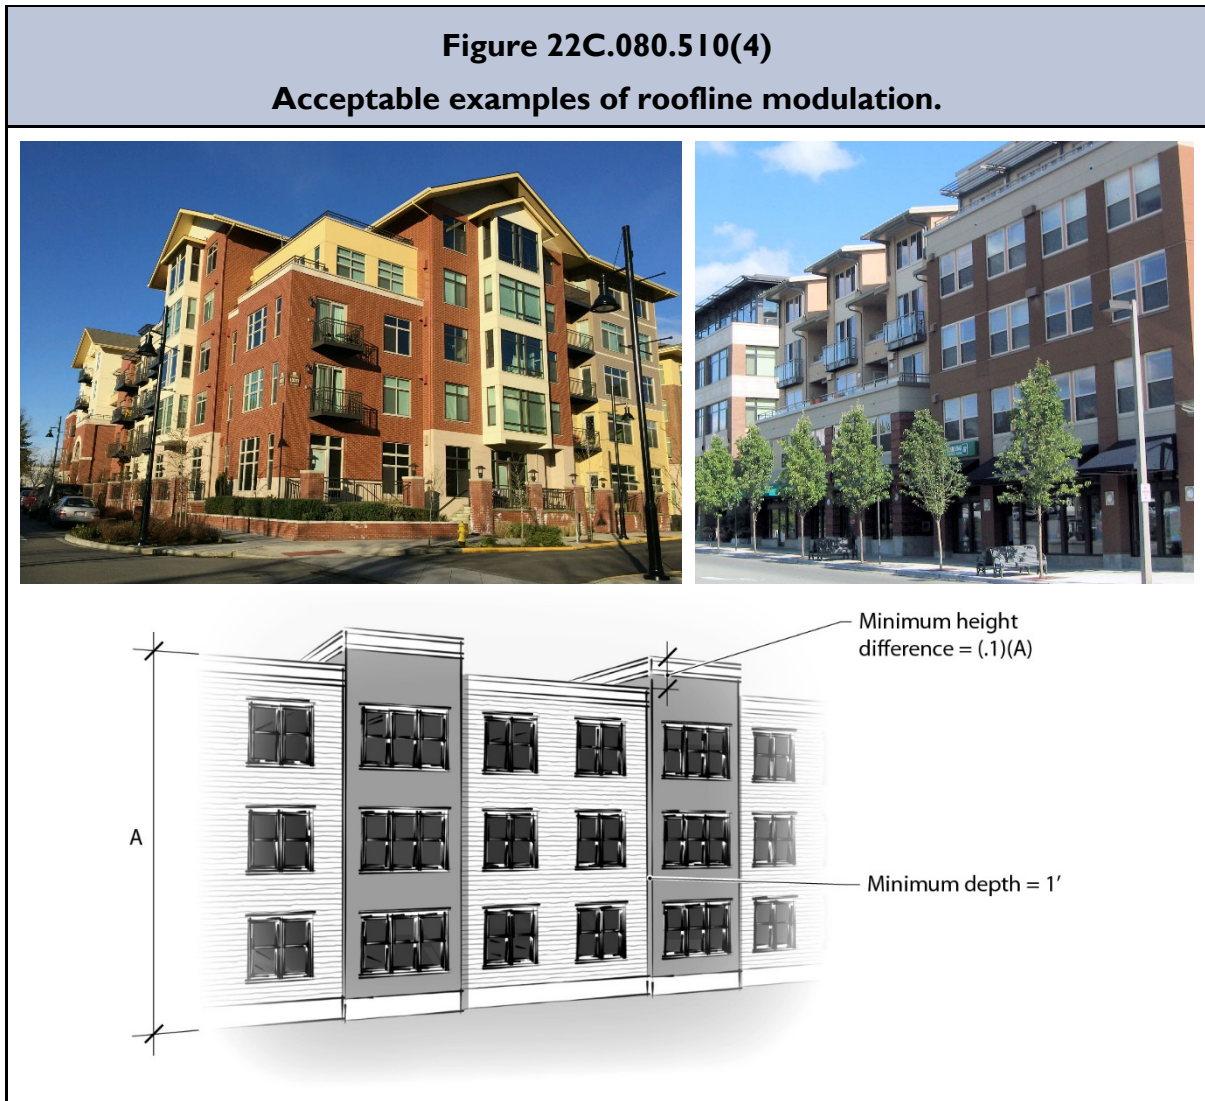 Figure 22C.080.510(4)
Acceptable examples of roofline modulation.
Minimum height
difference = (.1)(A)
A
Minimum depth = 1'